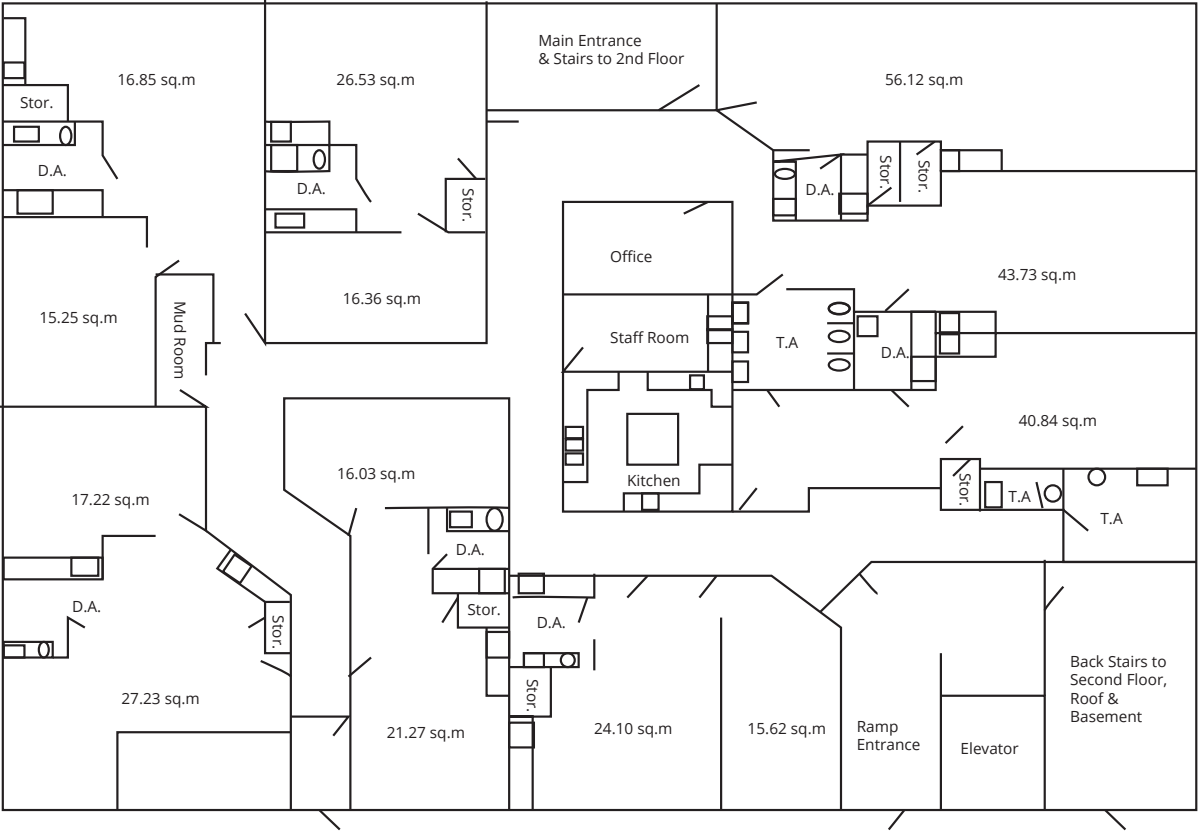 Main Entrance
& Stairs to 2nd Floor
16.85 sq.m
26.53 sq.m
56.12 sq.m
Stor.
D.A.
D.A.
Stor.
D.A.
Stor.
Stor.
Office
43.73 sq.m
16.36 sq.m
15.25 sq.m
Mud Room
Staff Room
T.A
D.A.
40.84 sq.m
16.03 sq.m
Kitchen
17.22 sq.m
Stor.
T.A
T.A
D.A.
D.A.
Stor.
Stor.
D.A.
Stor.
27.23 sq.m
21.27 sq.m
24.10 sq.m
15.62 sq.m
Ramp
Entrance
Elevator
Back Stairs to
Second Floor,
Roof &
Basement